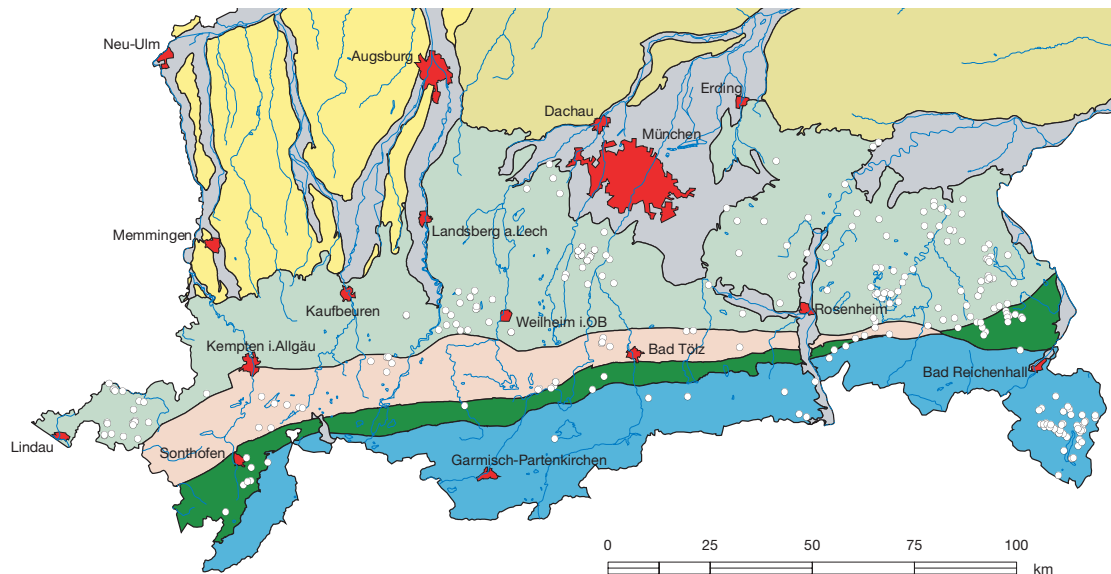 Neu-Ulm
Augsburg
Erding
Dachau
München
Landsberg a.Lech
Memmingen
Kaufbeuren
Weilheim i.OB
Rosenheim
Kempten i.Allgäu
Bad Tölz
Bad Reichenhall
Lindau
Sonthofen
Garmisch-Partenkirchen
0 25 50 75 100
km